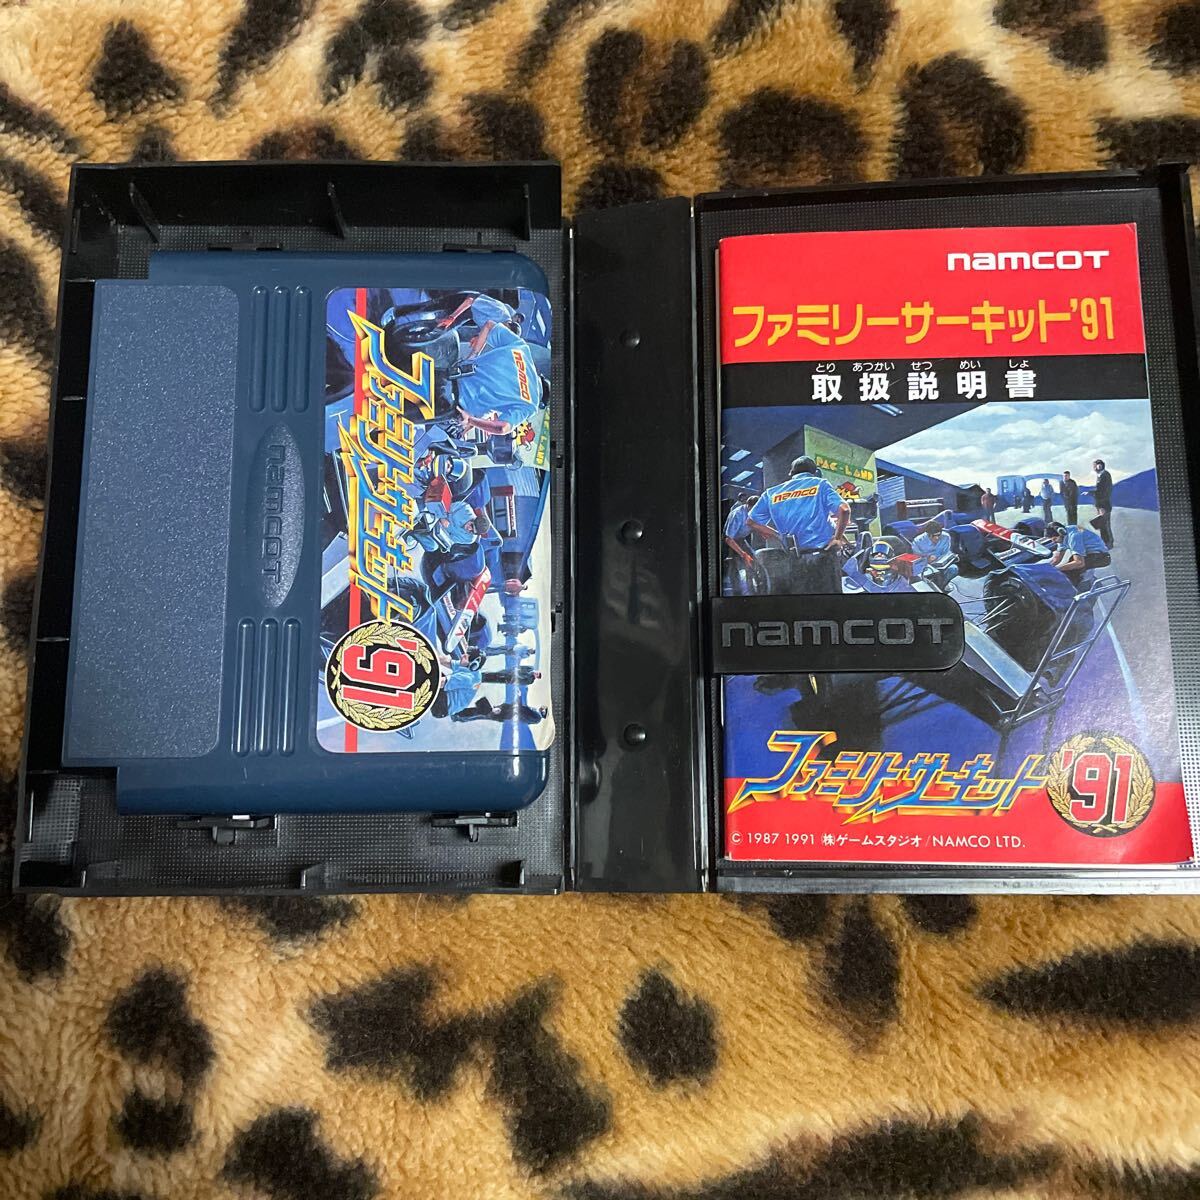 namcot
ファミリーサーキット
'91
namco
namcot
ファミリーサーキット'91
とり あつかい せつ めい しょ
取扱説明書
PAC-LAND
namco
namcot
ファミリーサーキット
'91
© 1987 1991 ㈱ゲームスタジオ/NAMCO LTD.